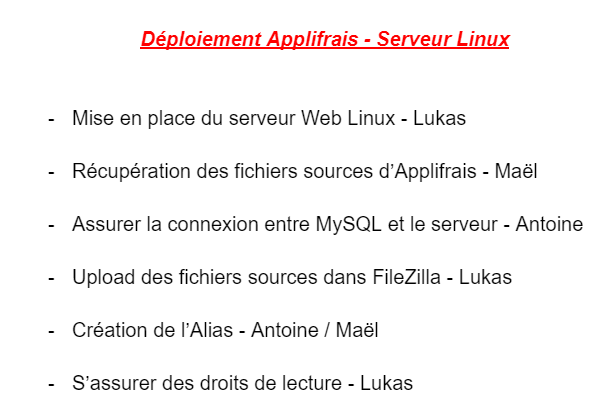 Déploiement Applifrais - Serveur Linux
- Mise en place du serveur Web Linux - Lukas
- Récupération des fichiers sources d'Applifrais - Maël
- Assurer la connexion entre MySQL et le serveur - Antoine
- Upload des fichiers sources dans FileZilla - Lukas
- Création de l'Alias - Antoine / Maël
- S'assurer des droits de lecture - Lukas